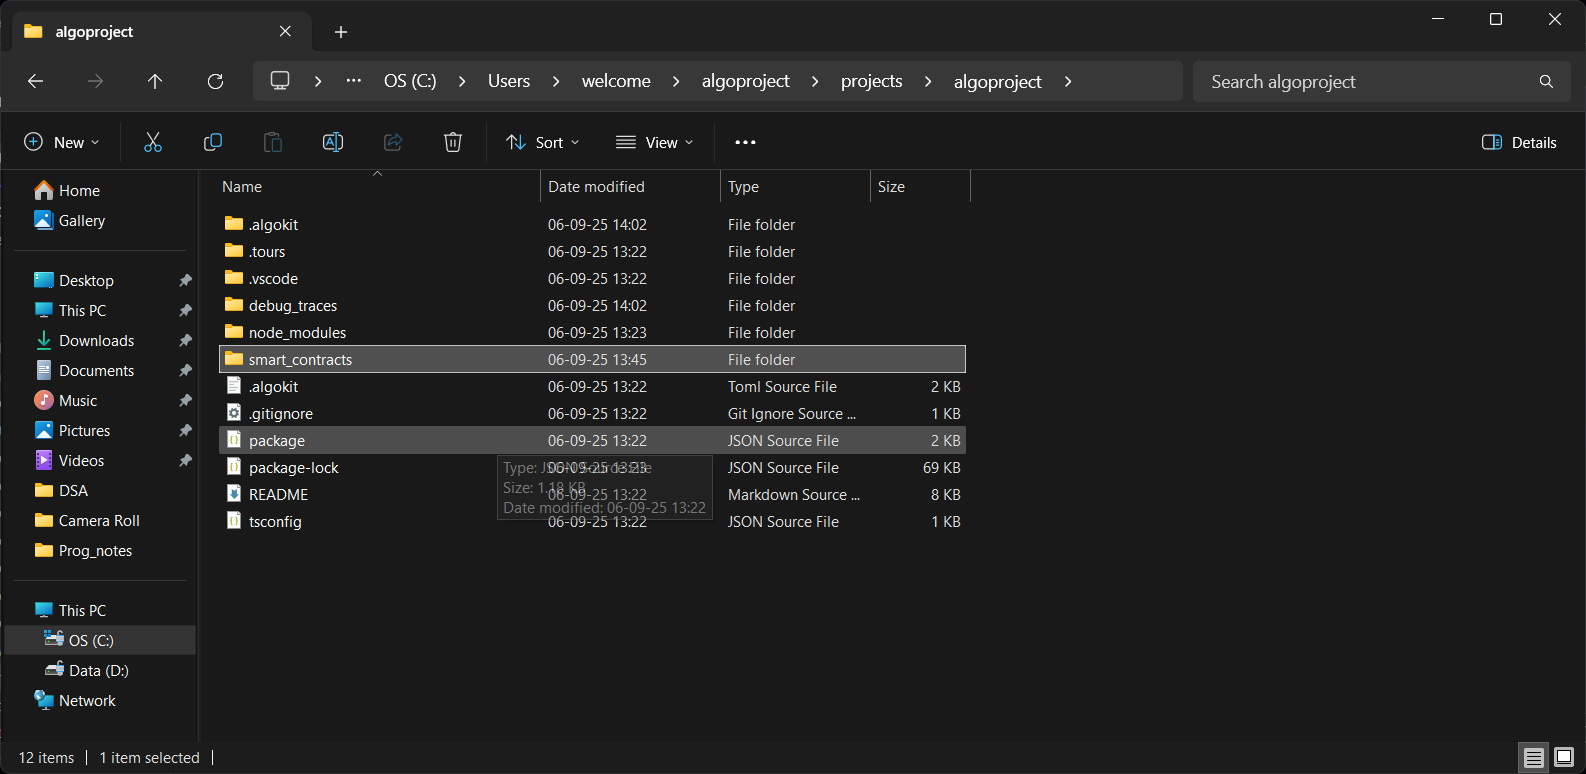 algoproject
OS (C:) Users welcome algoproject projects algoproject
Search algoproject
New Sort View Details
Home
Gallery
Desktop
This PC
Downloads
Documents
Music
Pictures
Videos
DSA
Camera Roll
Prog_notes
This PC
OS (C:)
Data (D:)
Network
Name Date modified Type Size
.algokit 06-09-25 14:02 File folder
.tours 06-09-25 13:22 File folder
.vscode 06-09-25 13:22 File folder
debug_traces 06-09-25 14:02 File folder
node_modules 06-09-25 13:23 File folder
smart_contracts 06-09-25 13:45 File folder
.algokit 06-09-25 13:22 Toml Source File 2 KB
.gitignore 06-09-25 13:22 Git Ignore Source ... 1 KB
package 06-09-25 13:22 JSON Source File 2 KB
package-lock 06-09-25 13:23 JSON Source File 69 KB
README 06-09-25 13:22 Markdown Source ... 8 KB
tsconfig 06-09-25 13:22 JSON Source File 1 KB
Type: JSON Source File
Size: 1.18 KB
Date modified: 06-09-25 13:22
12 items 1 item selected